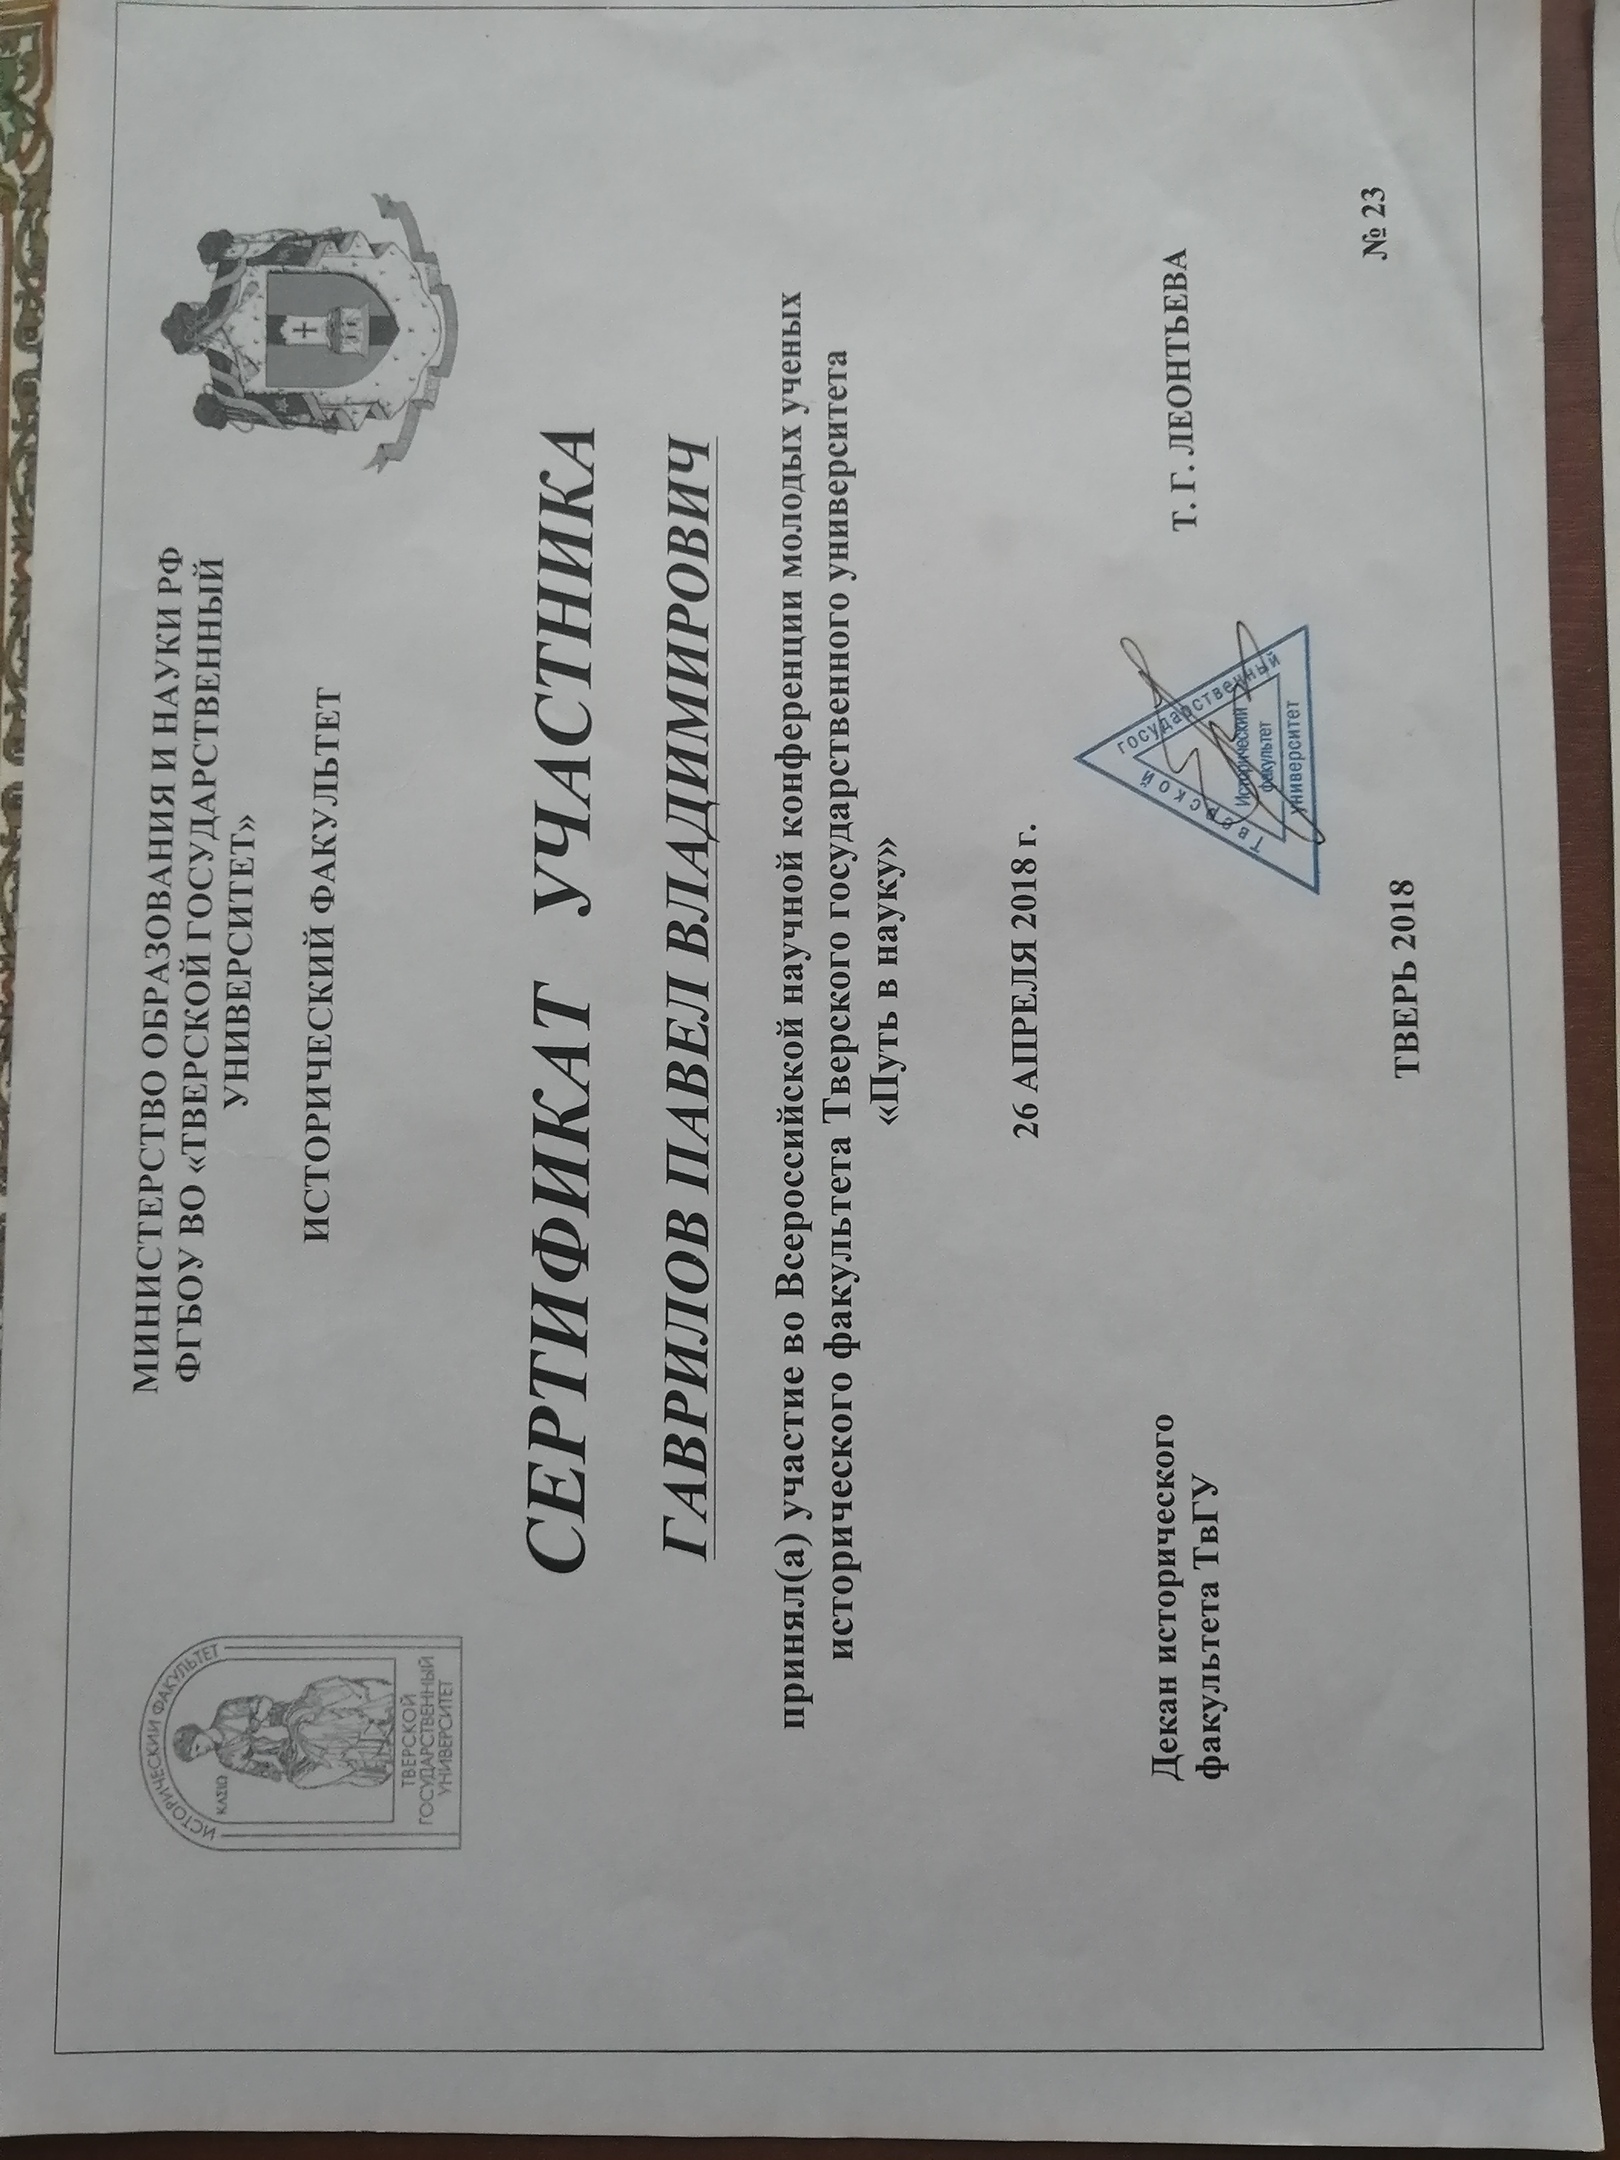 МИНИСТЕРСТВО ОБРАЗОВАНИЯ И НАУКИ РФ
ФГБОУ ВО «ТВЕРСКОЙ ГОСУДАРСТВЕННЫЙ
УНИВЕРСИТЕТ»
ИСТОРИЧЕСКИЙ ФАКУЛЬТЕТ
ИСТОРИЧЕСКИЙ ФАКУЛЬТЕТ
ΚΛΣΙΩ
ТВЕРСКОЙ
ГОСУДАРСТВЕННЫЙ
УНИВЕРСИТЕТ
СЕРТИФИКАТ УЧАСТНИКА
ГАВРИЛОВ ПАВЕЛ ВЛАДИМИРОВИЧ
принял(а) участие во Всероссийской научной конференции молодых ученых
исторического факультета Тверского государственного университета
«Путь в науку»
26 АПРЕЛЯ 2018 г.
Декан исторического
факультета ТвГУ
Тверской
государственный
университет
Исторический
факультет
Т. Г. ЛЕОНТЬЕВА
ТВЕРЬ 2018
№ 23